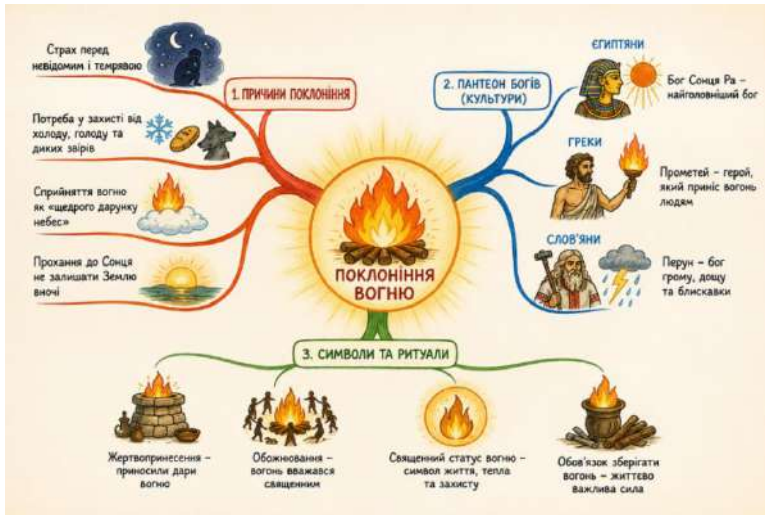 ПОКЛОНІННЯ
ВОГНЮ
1. ПРИЧИНИ ПОКЛОНІННЯ
Страх перед
невідомим і темрявою
Потреба у захисті від
холоду, голоду та
диких звірів
Сприйняття вогню
як «щедрого дарунку
небес»
Прохання до Сонця
не залишати Землю
вночі
2. ПАНТЕОН БОГІВ
(КУЛЬТУРИ)
ЄГИПТЯНИ
Бог Сонця Ра –
найголовніший бог
ГРЕКИ
Прометей – герой,
який приніс вогонь
людям
СЛОВ'ЯНИ
Перун – бог
грому, дощу
та блискавки
3. СИМВОЛИ ТА РИТУАЛИ
Жертвопринесення –
приносили дари
вогню
Обожнювання –
вогонь вважався
священним
Священний статус вогню –
символ життя, тепла
та захисту
Обов'язок зберігати
вогонь – життєво
важлива сила